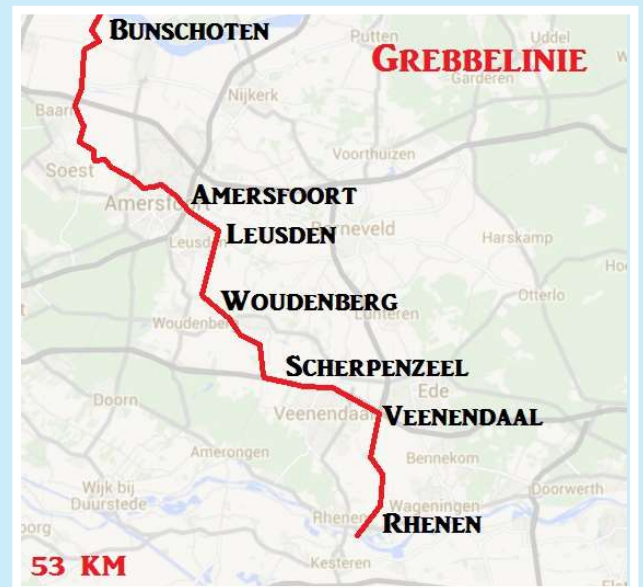 BUNSCHOTEN
Putten
Uddel
GREBBELINIE
Garderen
Nijkerk
Baarn
Voorthuizen
Soest
AMERSFOORT
Amersfoort
LEUSDEN
Barneveld
Leusden
Harskamp
WOUDENBERG
Otterlo
Woudenberg
Lunteren
SCHERPENZEEL
Ede
Doorn
Veenendaal
VEENENDAAL
Amerongen
Bennekom
Wijk bij
Duurstede
Doorwerth
Wageningen
Rhenen
RHENEN
Kesteren
53 KM